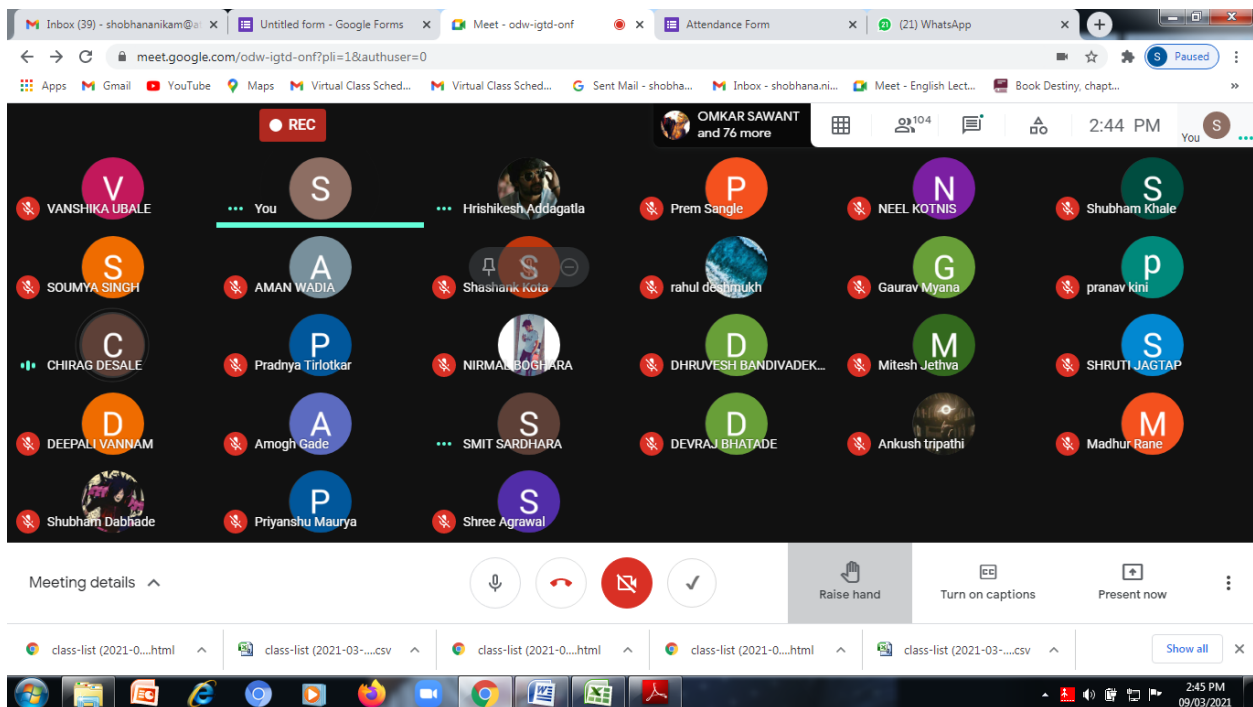 Inbox (39) - shobhananikam@at
Untitled form - Google Forms
Meet - odw-igtd-onf
Attendance Form
(21) WhatsApp
meet.google.com/odw-igtd-onf?pli=1&authuser=0
S Paused
Apps Gmail YouTube Maps Virtual Class Sched... Virtual Class Sched... Sent Mail - shobha... Inbox - shobhana.ni... Meet - English Lect... Book Destiny, chapt... »
REC
OMKAR SAWANT
and 76 more
104
2:44 PM
You
S
V S P N S
VANSHIKA UBALE You Hrishikesh Addagatla Prem Sangle NEEL KOTNIS Shubham Khale
S A S G p
SOUMYA SINGH AMAN WADIA Shashank Kota rahul deshmukh Gaurav Myana pranav kini
C P D M S
CHIRAG DESALE Pradnya Tirlotkar NIRMAL BOGHARA DHRUVESH BANDIVADEK... Mitesh Jethva SHRUTI JAGTAP
D A S D M
DEEPALI VANNAM Amogh Gade SMIT SARDHARA DEVRAJ BHATADE Ankush tripathi Madhur Rane
P S
Shubham Dabhade Priyanshu Maurya Shree Agrawal
Meeting details
Raise hand
CC
Turn on captions
Present now
class-list (2021-0....html class-list (2021-03-....csv class-list (2021-0....html class-list (2021-0....html class-list (2021-03-....csv Show all
2:45 PM
09/03/2021